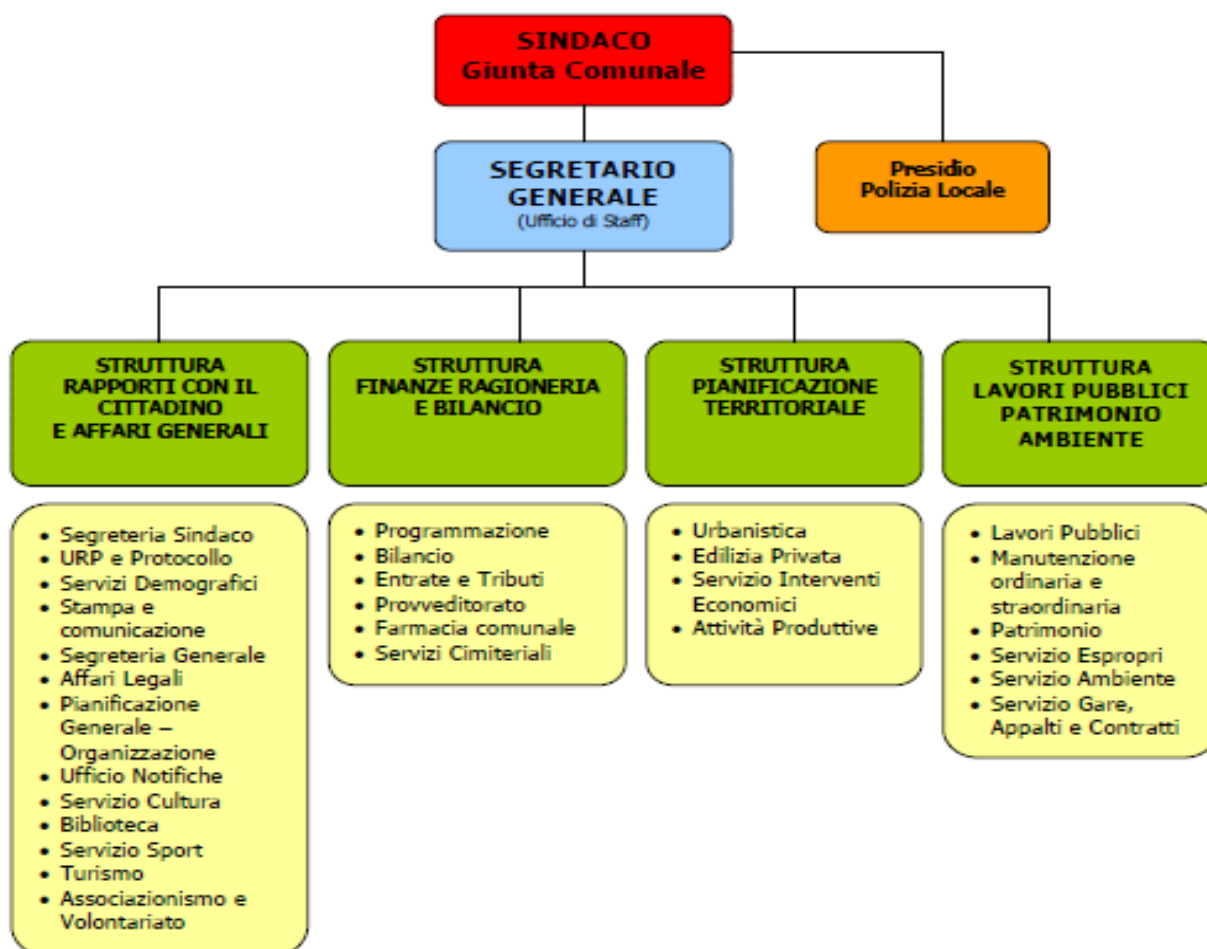 SINDACO
Giunta Comunale
SEGRETARIO
GENERALE
(Ufficio di Staff)
Presidio
Polizia Locale
STRUTTURA
RAPPORTI CON IL
CITTADINO
E AFFARI GENERALI
STRUTTURA
FINANZE RAGIONERIA
E BILANCIO
STRUTTURA
PIANIFICAZIONE
TERRITORIALE
STRUTTURA
LAVORI PUBBLICI
PATRIMONIO
AMBIENTE
• Segreteria Sindaco
• URP e Protocollo
• Servizi Demografici
• Stampa e
comunicazione
• Segreteria Generale
• Affari Legali
• Pianificazione
Generale –
Organizzazione
• Ufficio Notifiche
• Servizio Cultura
• Biblioteca
• Servizio Sport
• Turismo
• Associazionismo e
Volontariato
• Programmazione
• Bilancio
• Entrate e Tributi
• Provveditorato
• Farmacia comunale
• Servizi Cimiteriali
• Urbanistica
• Edilizia Privata
• Servizio Interventi
Economici
• Attività Produttive
• Lavori Pubblici
• Manutenzione
ordinaria e
straordinaria
• Patrimonio
• Servizio Espropri
• Servizio Ambiente
• Servizio Gare,
Appalti e Contratti